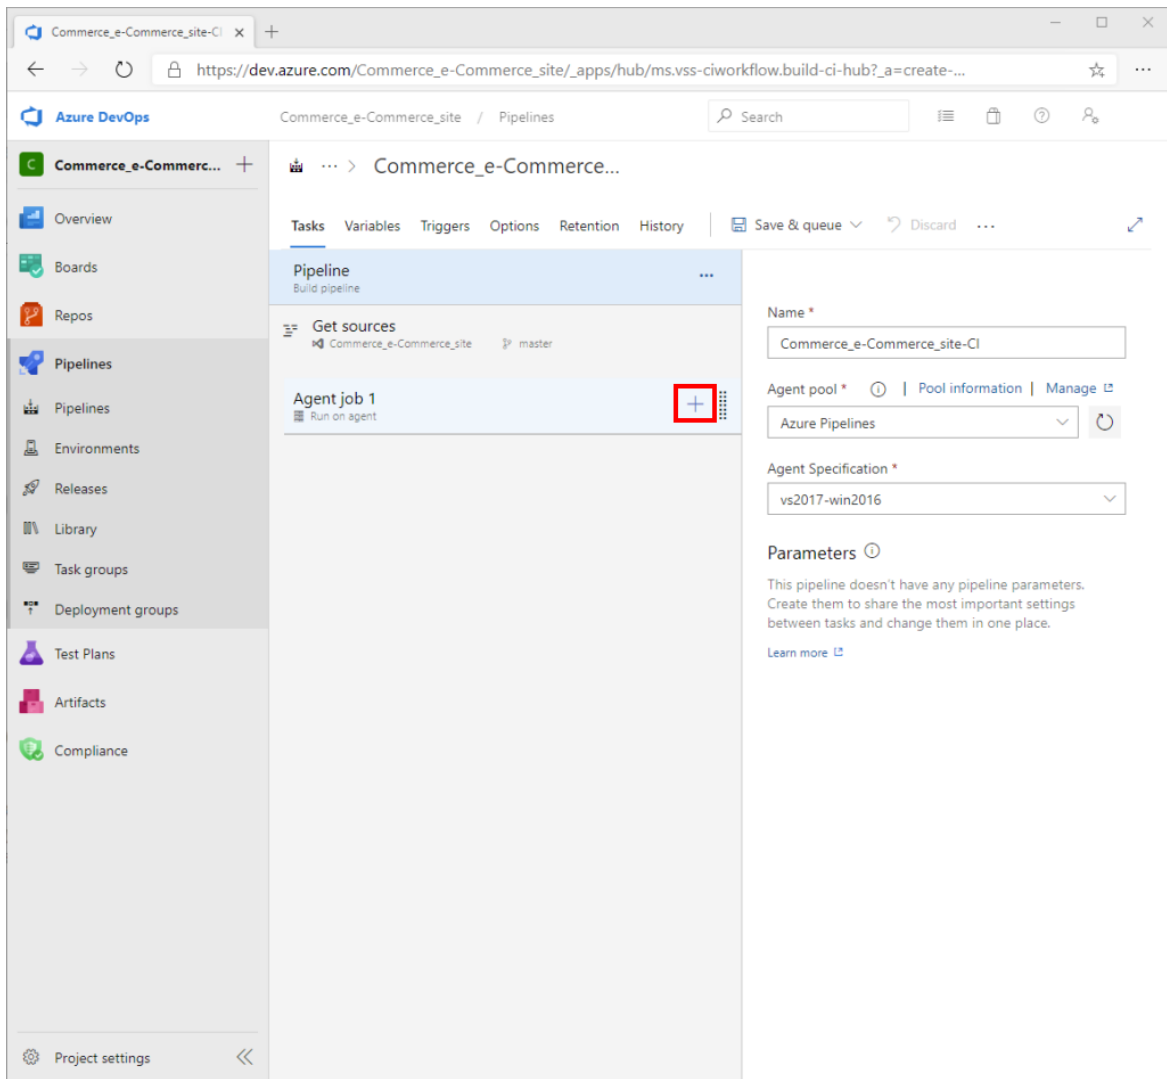 Commerce_e-Commerce_site-CI
https://dev.azure.com/Commerce_e-Commerce_site/_apps/hub/ms.vss-ciworkflow.build-ci-hub?_a=create-...
Azure DevOps
Commerce_e-Commerce_site / Pipelines
Search
C
Commerce_e-Commerc...
Overview
Boards
Repos
Pipelines
Pipelines
Environments
Releases
Library
Task groups
Deployment groups
Test Plans
Artifacts
Compliance
Project settings
... > Commerce_e-Commerce...
Tasks Variables Triggers Options Retention History Save & queue Discard ...
Pipeline
Build pipeline
Get sources
Commerce_e-Commerce_site master
Agent job 1
Run on agent
Name *
Commerce_e-Commerce_site-CI
Agent pool * | Pool information | Manage
Azure Pipelines
Agent Specification *
vs2017-win2016
Parameters
This pipeline doesn't have any pipeline parameters.
Create them to share the most important settings
between tasks and change them in one place.
Learn more